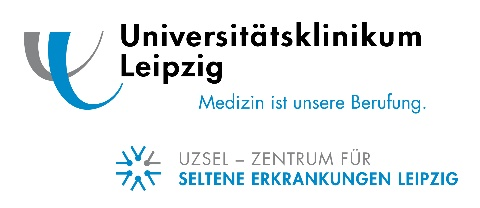 Universitätsklinikum
Leipzig
Medizin ist unsere Berufung.
UZSEL – ZENTRUM FÜR
SELTENE ERKRANKUNGEN LEIPZIG